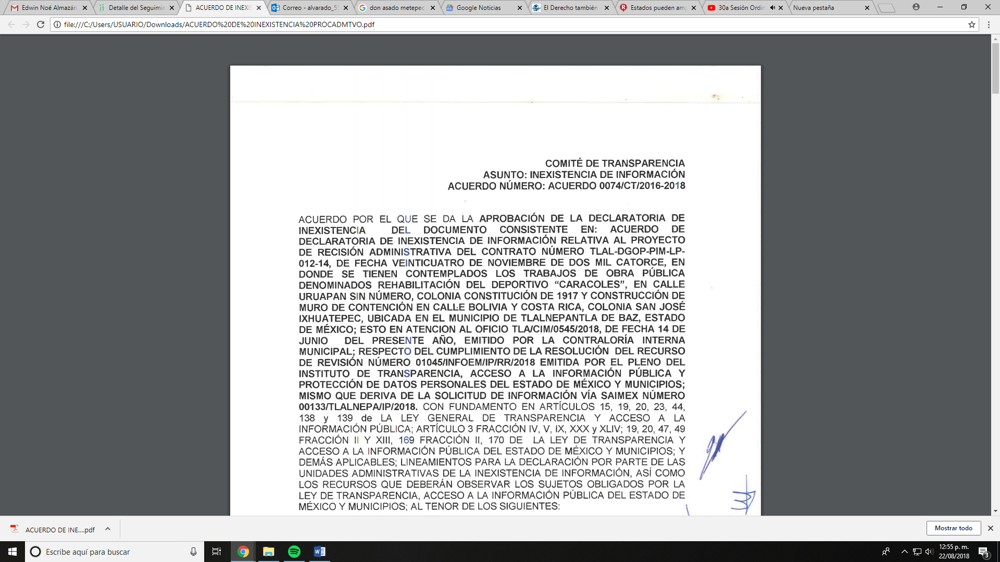 Edwin Noé Almazán
Detalle del Seguimie
ACUERDO DE INEXIS
Correo - alvarado_55
don asado metepec
Google Noticias
El Derecho también
Estados pueden amp
30a Sesión Ordin
Nueva pestaña
file:///C:/Users/USUARIO/Downloads/ACUERDO%20DE%20INEXISTENCIA%20PROCADMTVO.pdf
COMITÉ DE TRANSPARENCIA
ASUNTO: INEXISTENCIA DE INFORMACIÓN
ACUERDO NÚMERO: ACUERDO 0074/CT/2016-2018
ACUERDO POR EL QUE SE DA LA APROBACIÓN DE LA DECLARATORIA DE
INEXISTENCIA DEL DOCUMENTO CONSISTENTE EN: ACUERDO DE
DECLARATORIA DE INEXISTENCIA DE INFORMACIÓN RELATIVA AL PROYECTO
DE RECISIÓN ADMINISTRATIVA DEL CONTRATO NÚMERO TLAL-DGOP-PIM-LP-
012-14, DE FECHA VEINTICUATRO DE NOVIEMBRE DE DOS MIL CATORCE, EN
DONDE SE TIENEN CONTEMPLADOS LOS TRABAJOS DE OBRA PÚBLICA
DENOMINADOS REHABILITACIÓN DEL DEPORTIVO “CARACOLES”, EN CALLE
URUAPAN SIN NÚMERO, COLONIA CONSTITUCIÓN DE 1917 Y CONSTRUCCIÓN DE
MURO DE CONTENCIÓN EN CALLE BOLIVIA Y COSTA RICA, COLONIA SAN JOSÉ
IXHUATEPEC, UBICADA EN EL MUNICIPIO DE TLALNEPANTLA DE BAZ, ESTADO
DE MÉXICO; ESTO EN ATENCION AL OFICIO TLA/CIM/0545/2018, DE FECHA 14 DE
JUNIO DEL PRESENTE AÑO, EMITIDO POR LA CONTRALORÍA INTERNA
MUNICIPAL; RESPECTO DEL CUMPLIMIENTO DE LA RESOLUCIÓN DEL RECURSO
DE REVISIÓN NÚMERO 01045/INFOEM/IP/RR/2018 EMITIDA POR EL PLENO DEL
INSTITUTO DE TRANSPARENCIA, ACCESO A LA INFORMACIÓN PÚBLICA Y
PROTECCIÓN DE DATOS PERSONALES DEL ESTADO DE MÉXICO Y MUNICIPIOS;
MISMO QUE DERIVA DE LA SOLICITUD DE INFORMACIÓN VÍA SAIMEX NÚMERO
00133/TLALNEPA/IP/2018. CON FUNDAMENTO EN ARTÍCULOS 15, 19, 20, 23, 44,
138 y 139 de LA LEY GENERAL DE TRANSPARENCIA Y ACCESO A LA
INFORMACIÓN PÚBLICA; ARTÍCULO 3 FRACCIÓN IV, V, IX, XXX y XLIV; 19, 20, 47, 49
FRACCIÓN II Y XIII, 169 FRACCIÓN II, 170 DE LA LEY DE TRANSPARENCIA Y
ACCESO A LA INFORMACIÓN PÚBLICA DEL ESTADO DE MÉXICO Y MUNICIPIOS; Y
DEMÁS APLICABLES; LINEAMIENTOS PARA LA DECLARACIÓN POR PARTE DE LAS
UNIDADES ADMINISTRATIVAS DE LA INEXISTENCIA DE INFORMACIÓN, ASÍ COMO
LOS RECURSOS QUE DEBERÁN OBSERVAR LOS SUJETOS OBLIGADOS POR LA
LEY DE TRANSPARENCIA, ACCESO A LA INFORMACIÓN PÚBLICA DEL ESTADO DE
MÉXICO Y MUNICIPIOS; AL TENOR DE LOS SIGUIENTES:
ACUERDO DE INE....pdf
Mostrar todo
Escribe aquí para buscar
12:55 p. m.
22/08/2018
3